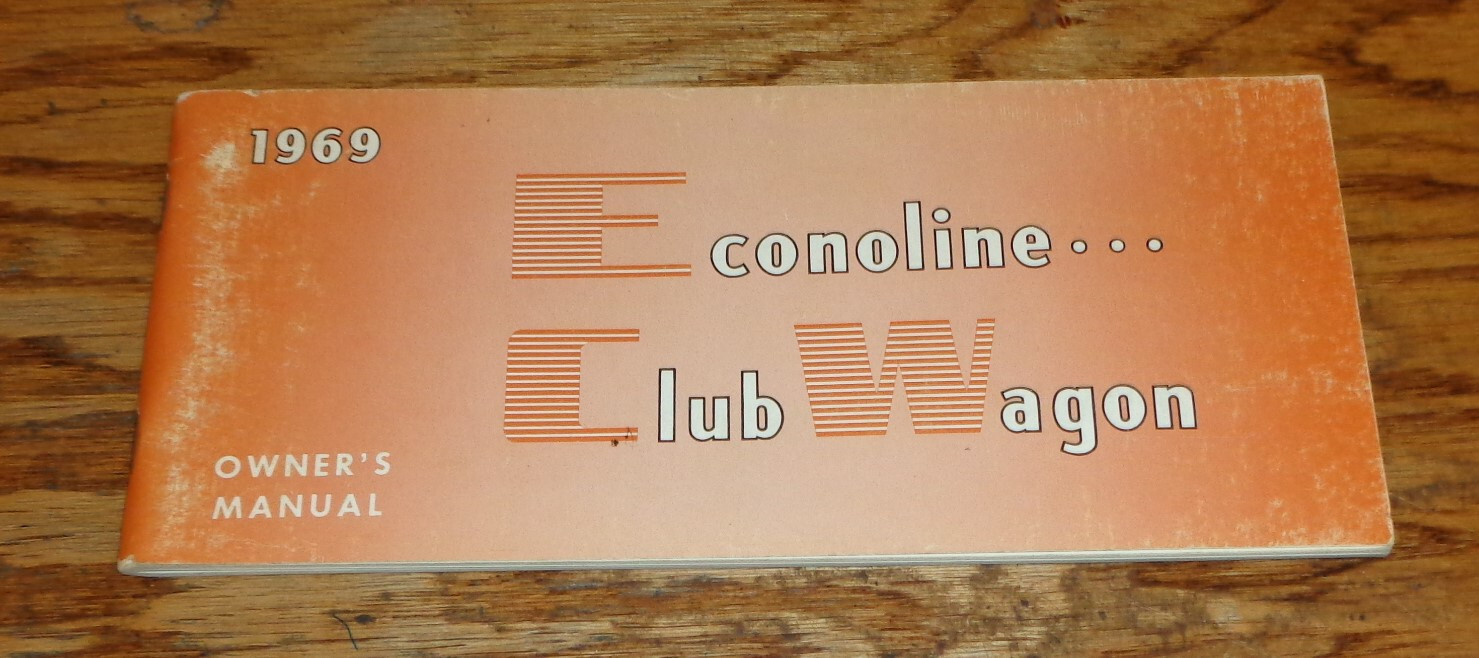 1969
Econoline...
Club Wagon
OWNER'S
MANUAL